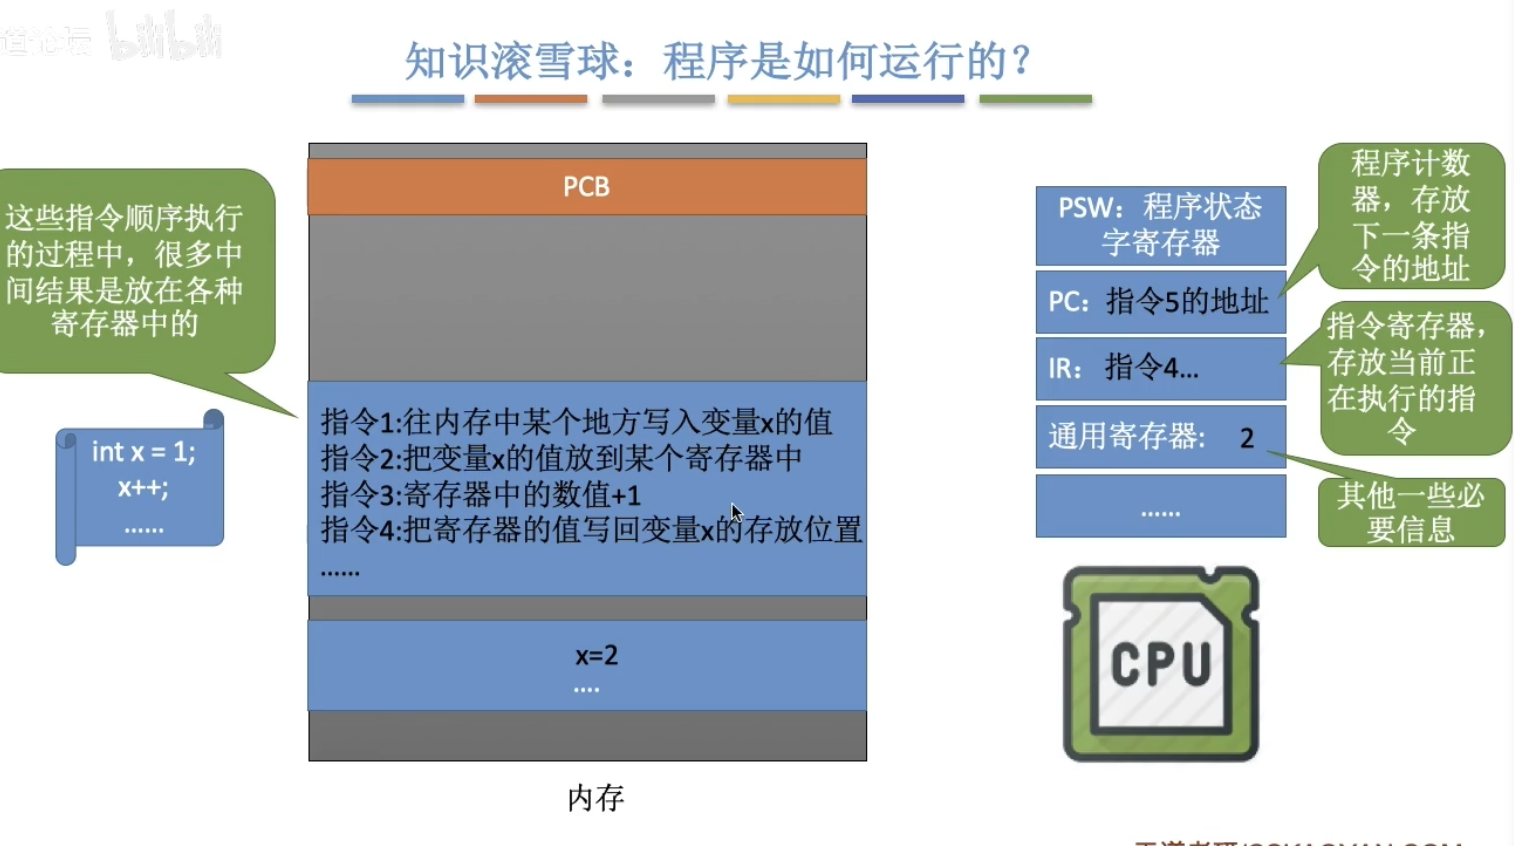 道论坛 bilibili
知识滚雪球：程序是如何运行的？
这些指令顺序执行
的过程中，很多中
间结果是放在各种
寄存器中的
int x = 1;
x++;
......
PCB
指令1:往内存中某个地方写入变量x的值
指令2:把变量x的值放到某个寄存器中
指令3:寄存器中的数值+1
指令4:把寄存器的值写回变量x的存放位置
......
x=2
....
内存
PSW：程序状态
字寄存器
PC：指令5的地址
IR： 指令4...
通用寄存器: 2
......
程序计数
器，存放
下一条指
令的地址
指令寄存器，
存放当前正
在执行的指
令
其他一些必
要信息
CPU